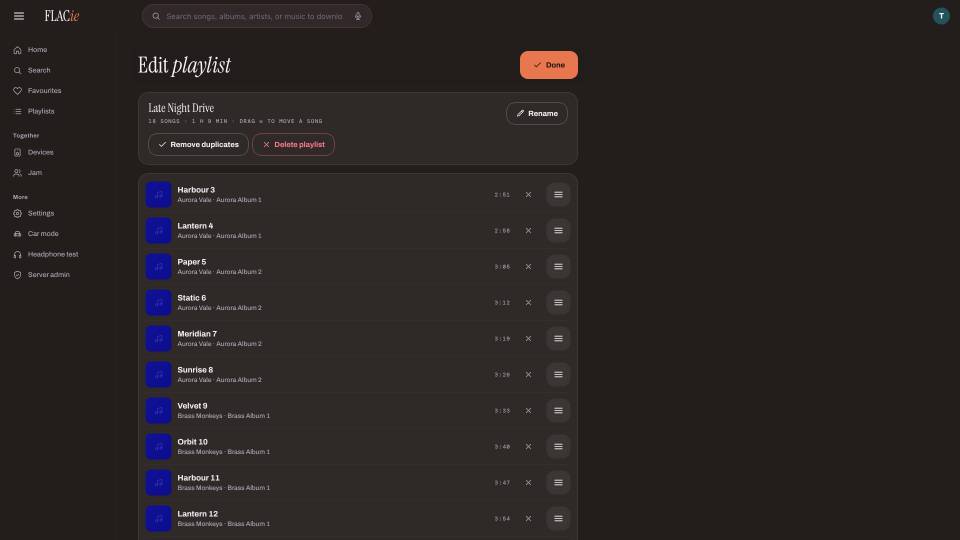 FLACie
Search songs, albums, artists, or music to downlo
T
Home
Search
Favourites
Playlists
Together
Devices
Jam
More
Settings
Car mode
Headphone test
Server admin
Edit playlist
Done
Late Night Drive
18 SONGS · 1 H 9 MIN · DRAG ≡ TO MOVE A SONG
Rename
Remove duplicates
Delete playlist
Harbour 3
Aurora Vale · Aurora Album 1
2:51
Lantern 4
Aurora Vale · Aurora Album 1
2:58
Paper 5
Aurora Vale · Aurora Album 2
3:05
Static 6
Aurora Vale · Aurora Album 2
3:12
Meridian 7
Aurora Vale · Aurora Album 2
3:19
Sunrise 8
Aurora Vale · Aurora Album 2
3:26
Velvet 9
Brass Monkeys · Brass Album 1
3:33
Orbit 10
Brass Monkeys · Brass Album 1
3:40
Harbour 11
Brass Monkeys · Brass Album 1
3:47
Lantern 12
Brass Monkeys · Brass Album 1
3:54